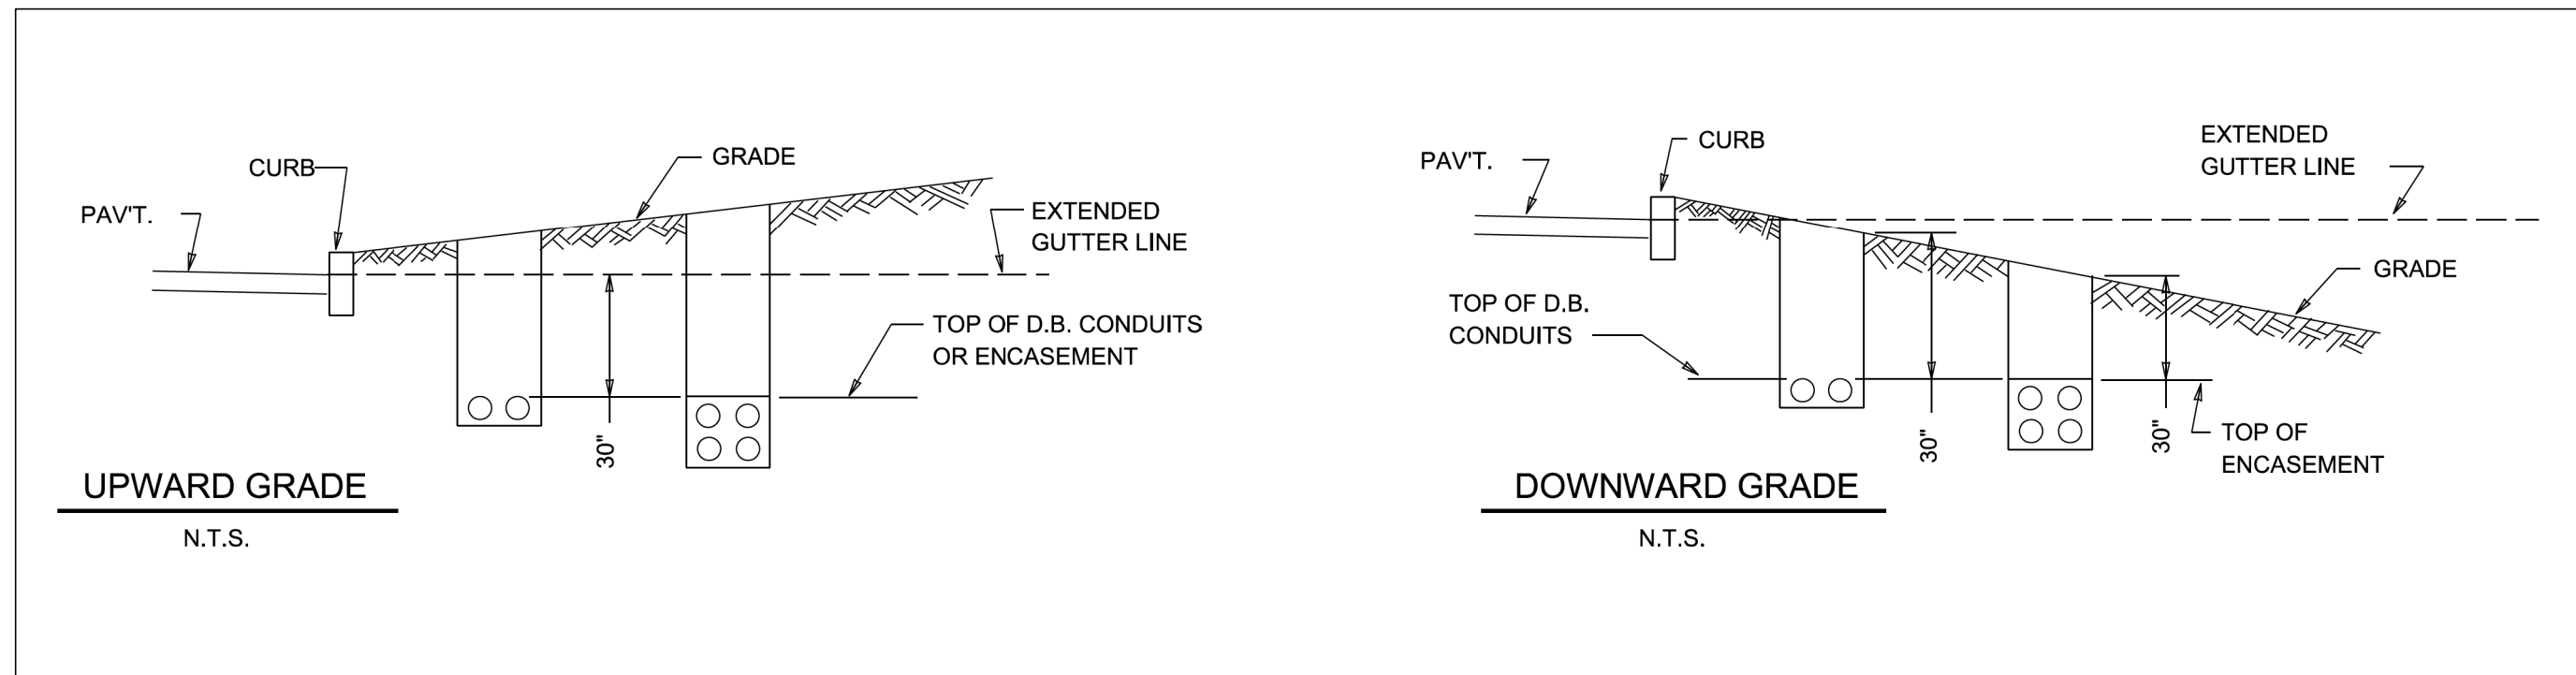 CURB
GRADE
PAV'T.
EXTENDED
GUTTER LINE
TOP OF D.B. CONDUITS
OR ENCASEMENT
30"
UPWARD GRADE
N.T.S.
CURB
PAV'T.
EXTENDED
GUTTER LINE
GRADE
TOP OF D.B.
CONDUITS
30"
30"
TOP OF
ENCASEMENT
DOWNWARD GRADE
N.T.S.